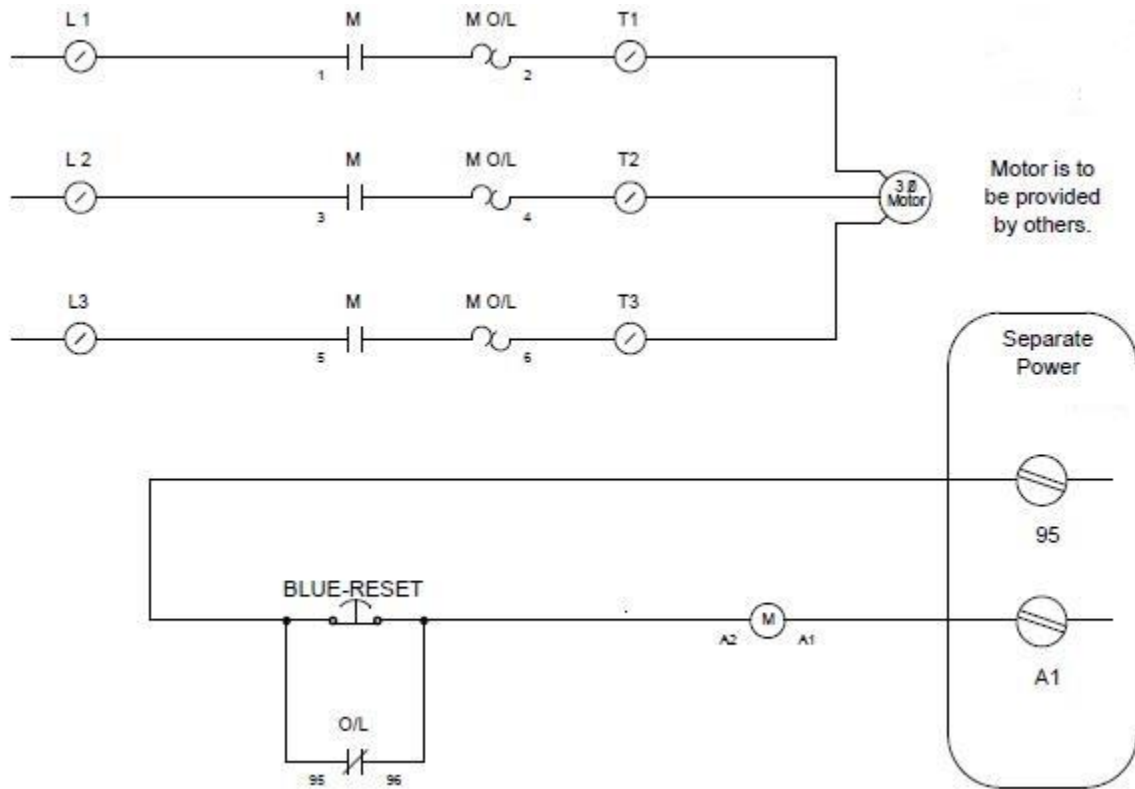 L 1
M
M O/L
T1
1
2
L 2
M
M O/L
T2
3
4
3Ø
Motor
Motor is to
be provided
by others.
L3
M
M O/L
T3
5
6
Separate
Power
95
BLUE-RESET
M
A2
A1
A1
O/L
95
96